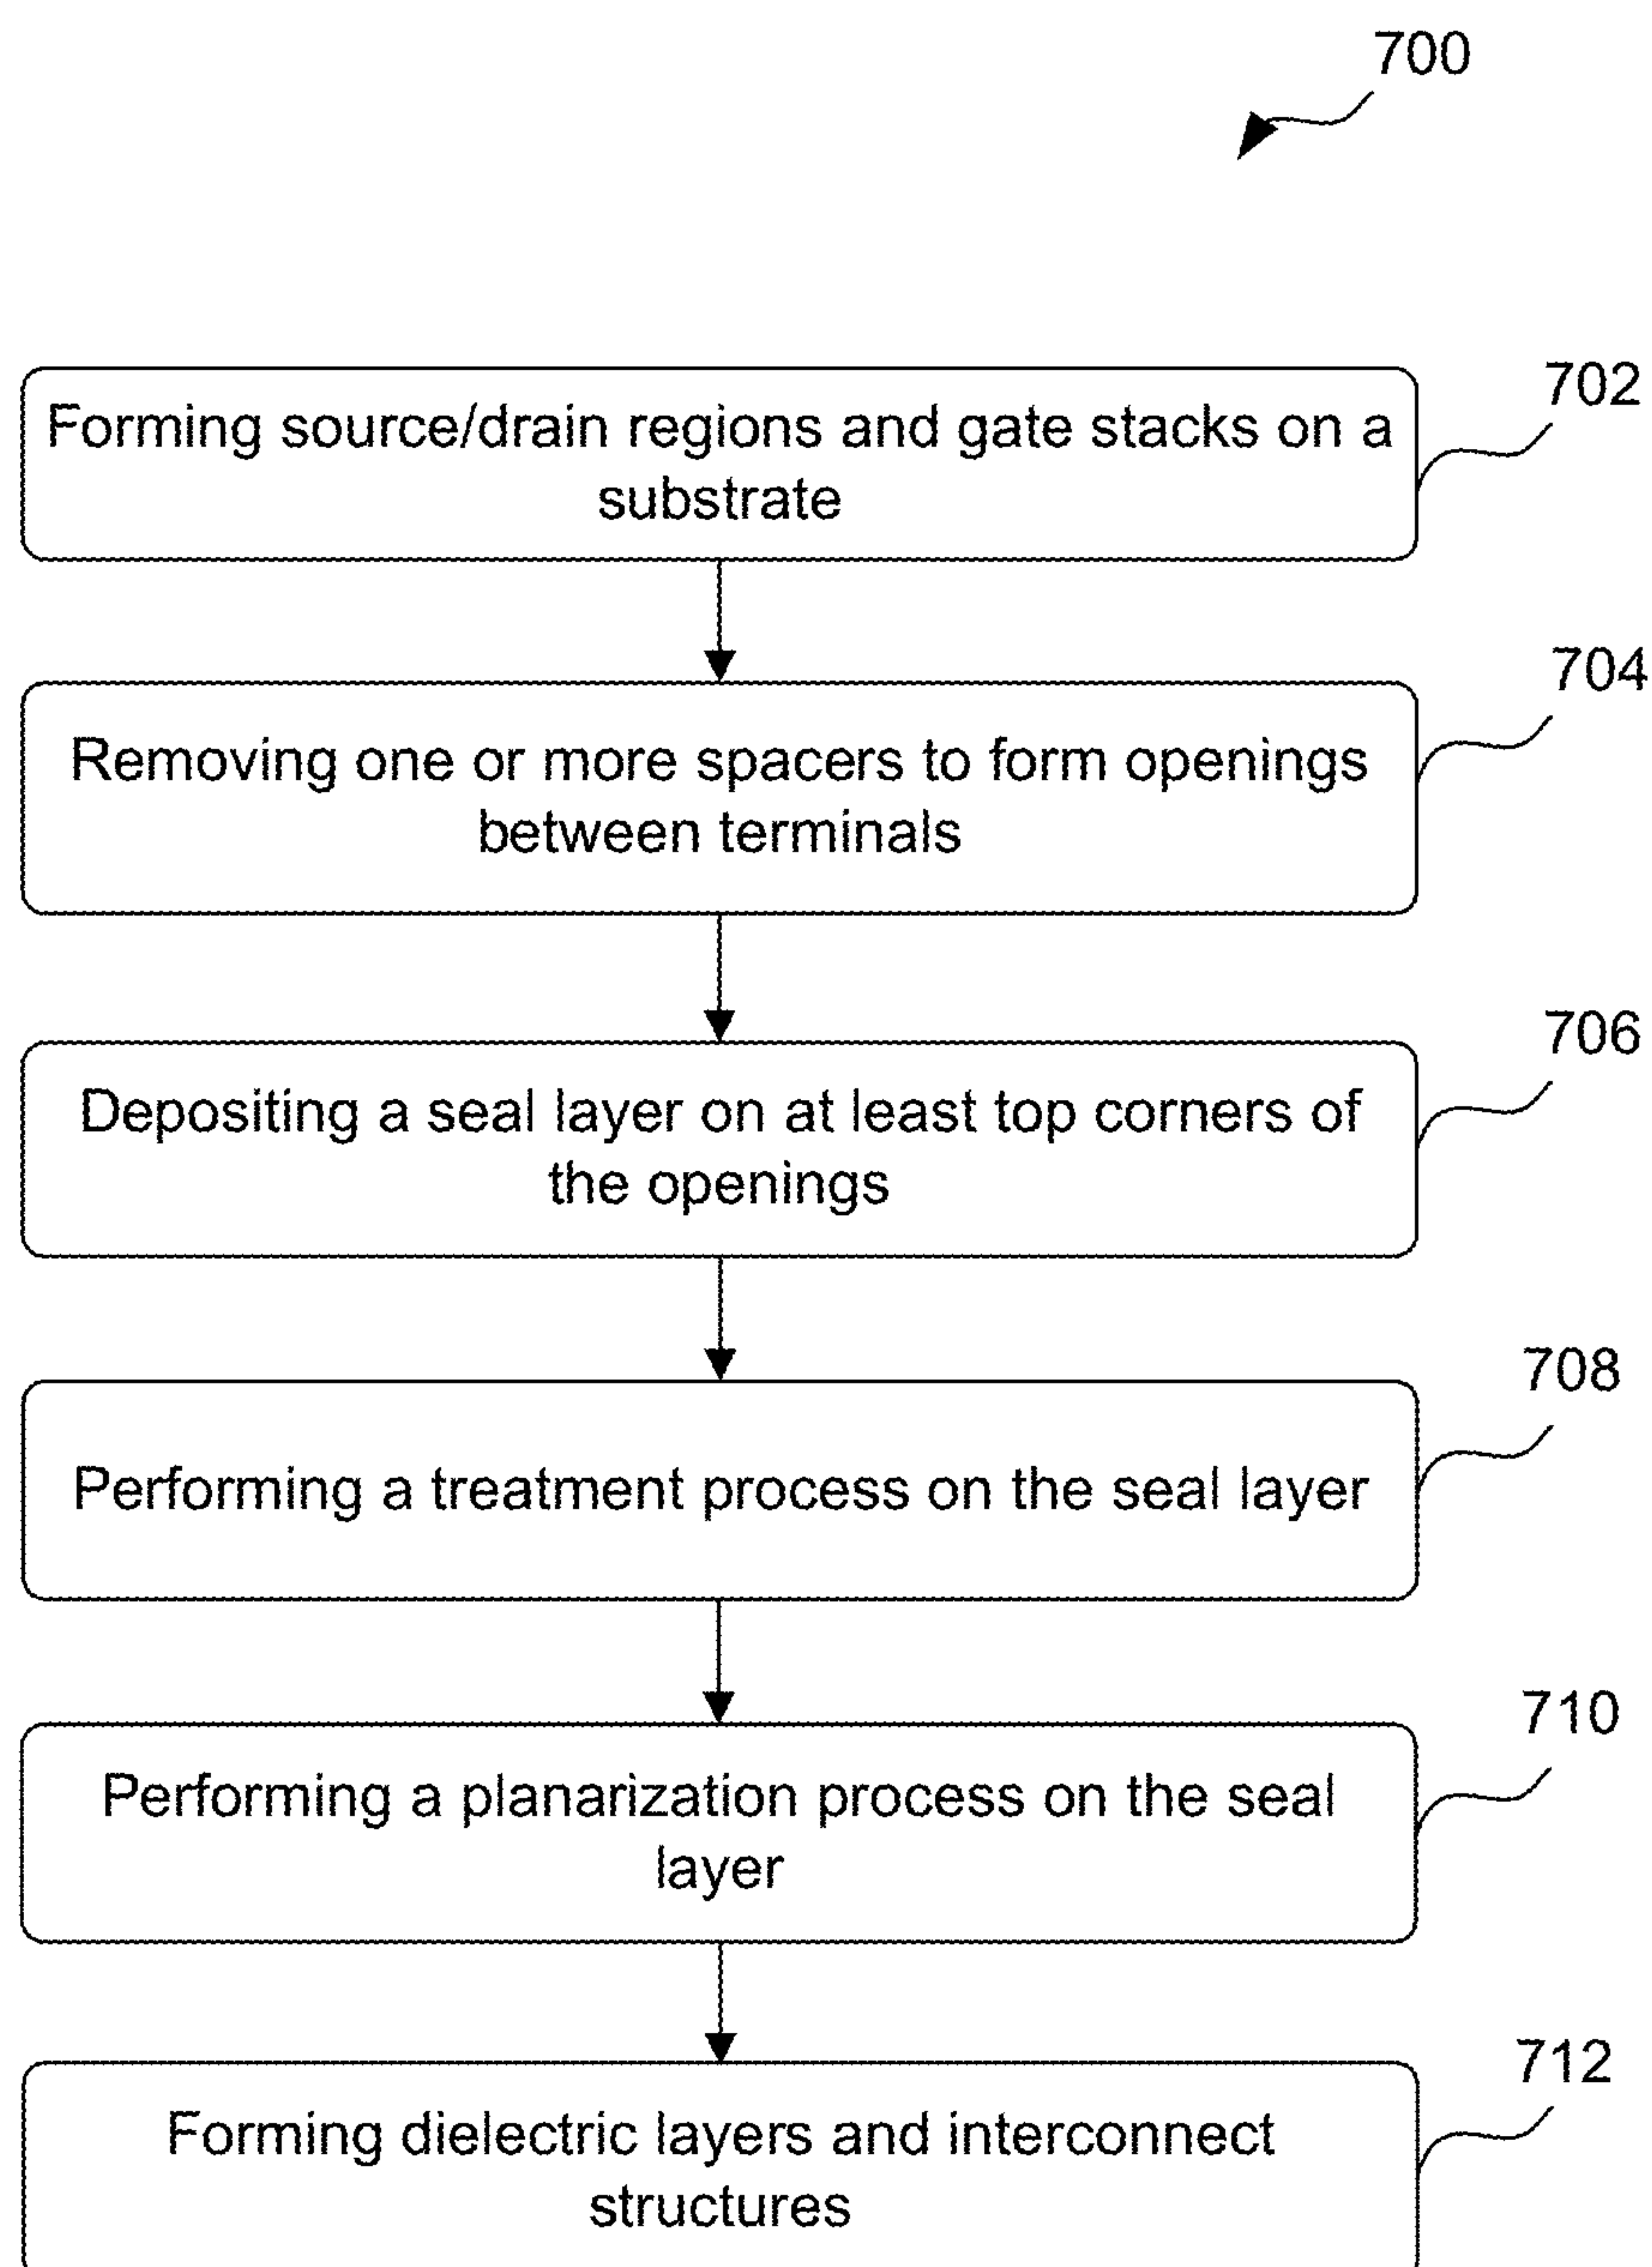 700
Forming source/drain regions and gate stacks on a
substrate
702
Removing one or more spacers to form openings
between terminals
704
Depositing a seal layer on at least top corners of
the openings
706
Performing a treatment process on the seal layer
708
Performing a planarization process on the seal
layer
710
Forming dielectric layers and interconnect
structures
712